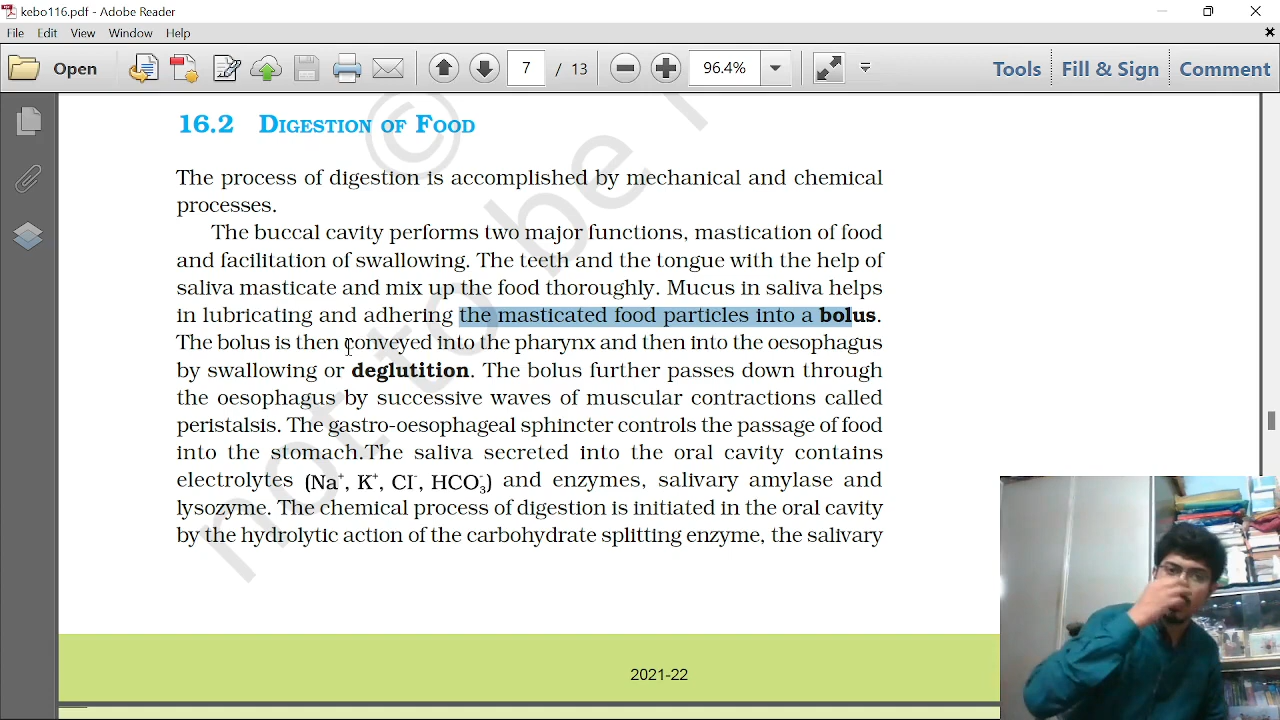 kebo116.pdf - Adobe Reader
File Edit View Window Help
Open 7 / 13 96.4% Tools Fill & Sign Comment
16.2 DIGESTION OF FOOD
The process of digestion is accomplished by mechanical and chemical
processes.
The buccal cavity performs two major functions, mastication of food
and facilitation of swallowing. The teeth and the tongue with the help of
saliva masticate and mix up the food thoroughly. Mucus in saliva helps
in lubricating and adhering the masticated food particles into a bolus.
The bolus is then conveyed into the pharynx and then into the oesophagus
by swallowing or deglutition. The bolus further passes down through
the oesophagus by successive waves of muscular contractions called
peristalsis. The gastro-oesophageal sphincter controls the passage of food
into the stomach.The saliva secreted into the oral cavity contains
electrolytes (Na⁺, K⁺, Cl⁻, HCO₃⁻) and enzymes, salivary amylase and
lysozyme. The chemical process of digestion is initiated in the oral cavity
by the hydrolytic action of the carbohydrate splitting enzyme, the salivary
© not to be r
2021-22